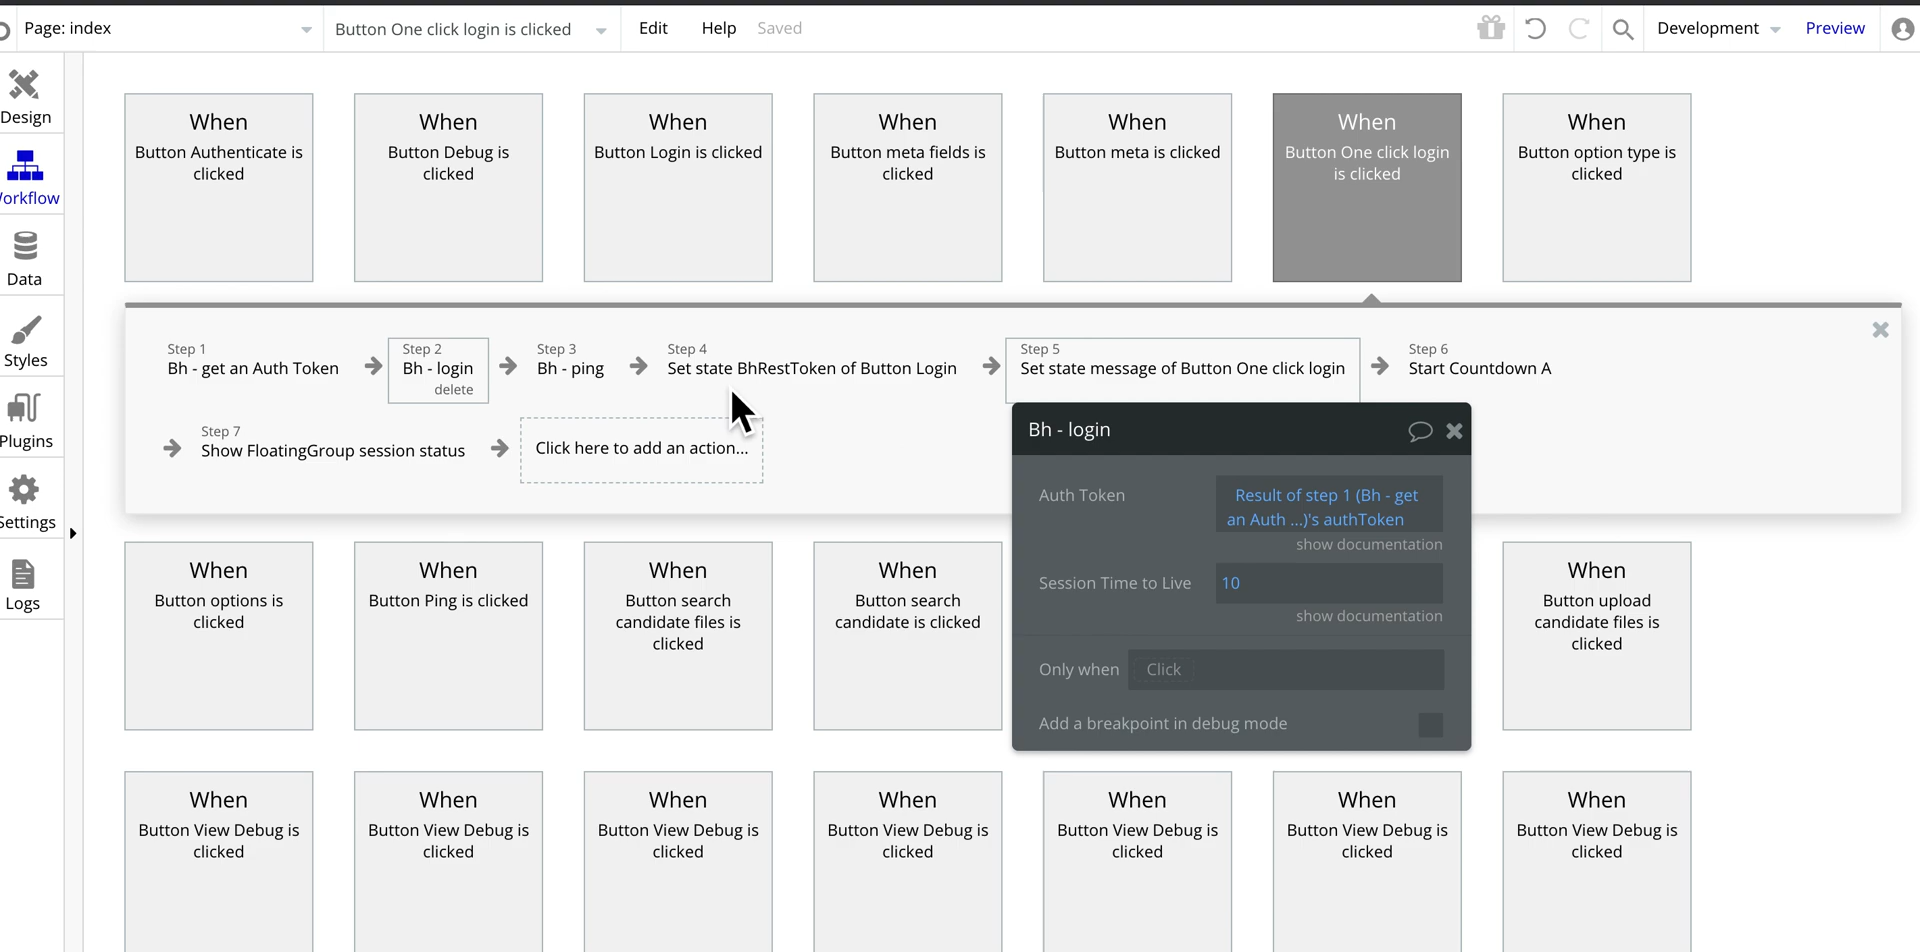 Page: index
Button One click login is clicked
Edit
Help
Saved
Development
Preview
Design
Workflow
Data
Styles
Plugins
Settings
Logs
When
Button Authenticate is
clicked
When
Button Debug is
clicked
When
Button Login is clicked
When
Button meta fields is
clicked
When
Button meta is clicked
When
Button One click login
is clicked
When
Button option type is
clicked
Step 1
Bh - get an Auth Token
Step 2
Bh - login
delete
Step 3
Bh - ping
Step 4
Set state BhRestToken of Button Login
Step 5
Set state message of Button One click login
Step 6
Start Countdown A
Step 7
Show FloatingGroup session status
Click here to add an action...
Bh - login
Auth Token
Result of step 1 (Bh - get
an Auth ...)'s authToken
show documentation
Session Time to Live
10
show documentation
Only when
Click
Add a breakpoint in debug mode
When
Button options is
clicked
When
Button Ping is clicked
When
Button search
candidate files is
clicked
When
Button search
candidate is clicked
When
Button upload
candidate files is
clicked
When
Button View Debug is
clicked
When
Button View Debug is
clicked
When
Button View Debug is
clicked
When
Button View Debug is
clicked
When
Button View Debug is
clicked
When
Button View Debug is
clicked
When
Button View Debug is
clicked